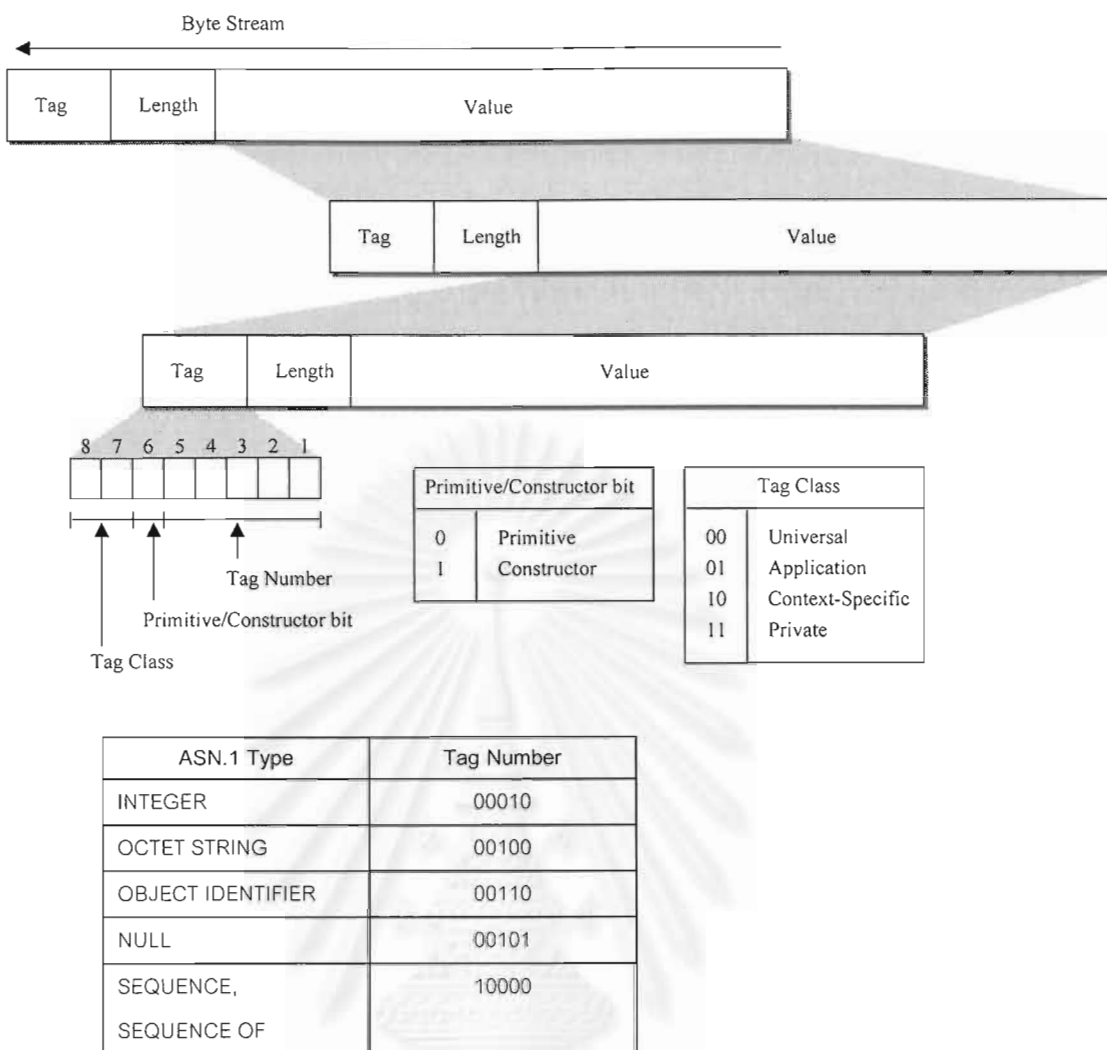 Byte Stream
Tag Length Value
Tag Length Value
Tag Length Value
8 7 6 5 4 3 2 1
Tag Number
Primitive/Constructor bit
Tag Class
Primitive/Constructor bit
0 Primitive
1 Constructor
Tag Class
00 Universal
01 Application
10 Context-Specific
11 Private
ASN.1 Type Tag Number
INTEGER 00010
OCTET STRING 00100
OBJECT IDENTIFIER 00110
NULL 00101
SEQUENCE, 10000
SEQUENCE OF